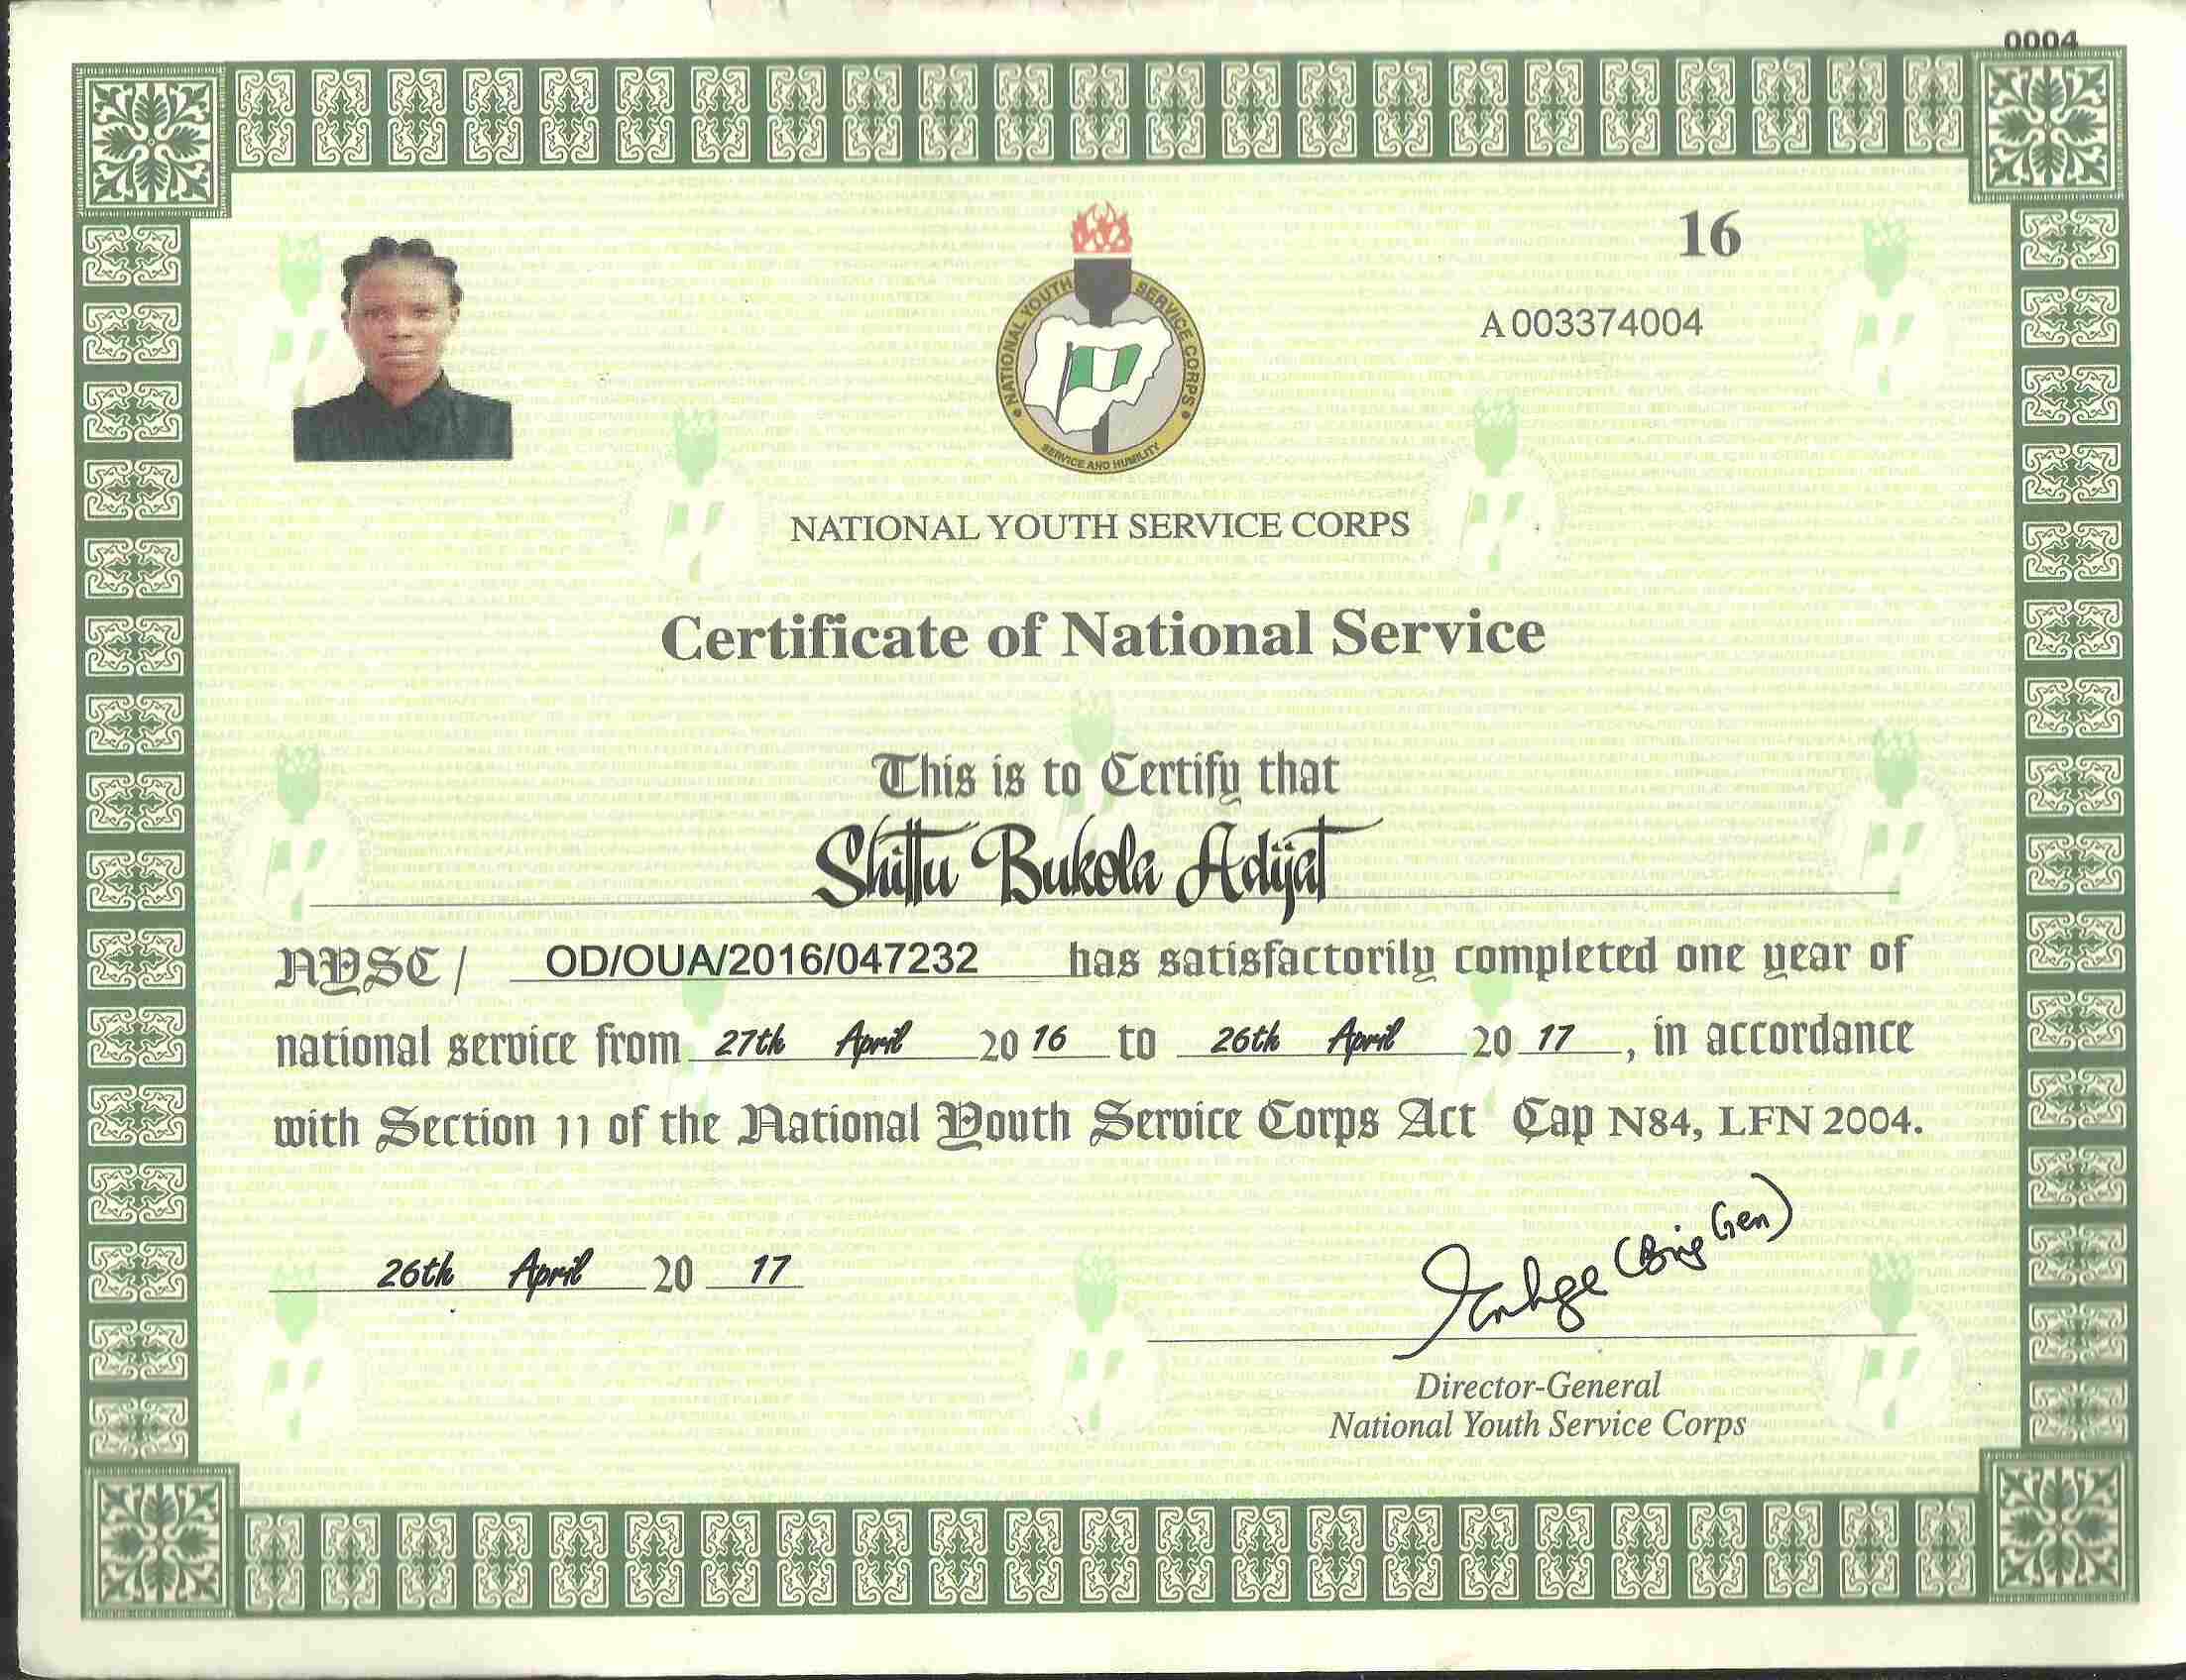 0004
16
A 003374004
NATIONAL YOUTH SERVICE CORPS
SERVICE AND HUMILITY
NATIONAL YOUTH SERVICE CORPS
Certificate of National Service
This is to Certify that
Shittu Bukola Adijat
NYSC / OD/OUA/2016/047232 has satisfactorily completed one year of
national service from 27th April 20 16 to 26th April 20 17, in accordance
with Section 11 of the National Youth Service Corps Act Cap N84, LFN 2004.
26th April 20 17
(Brig Gen)
Director-General
National Youth Service Corps